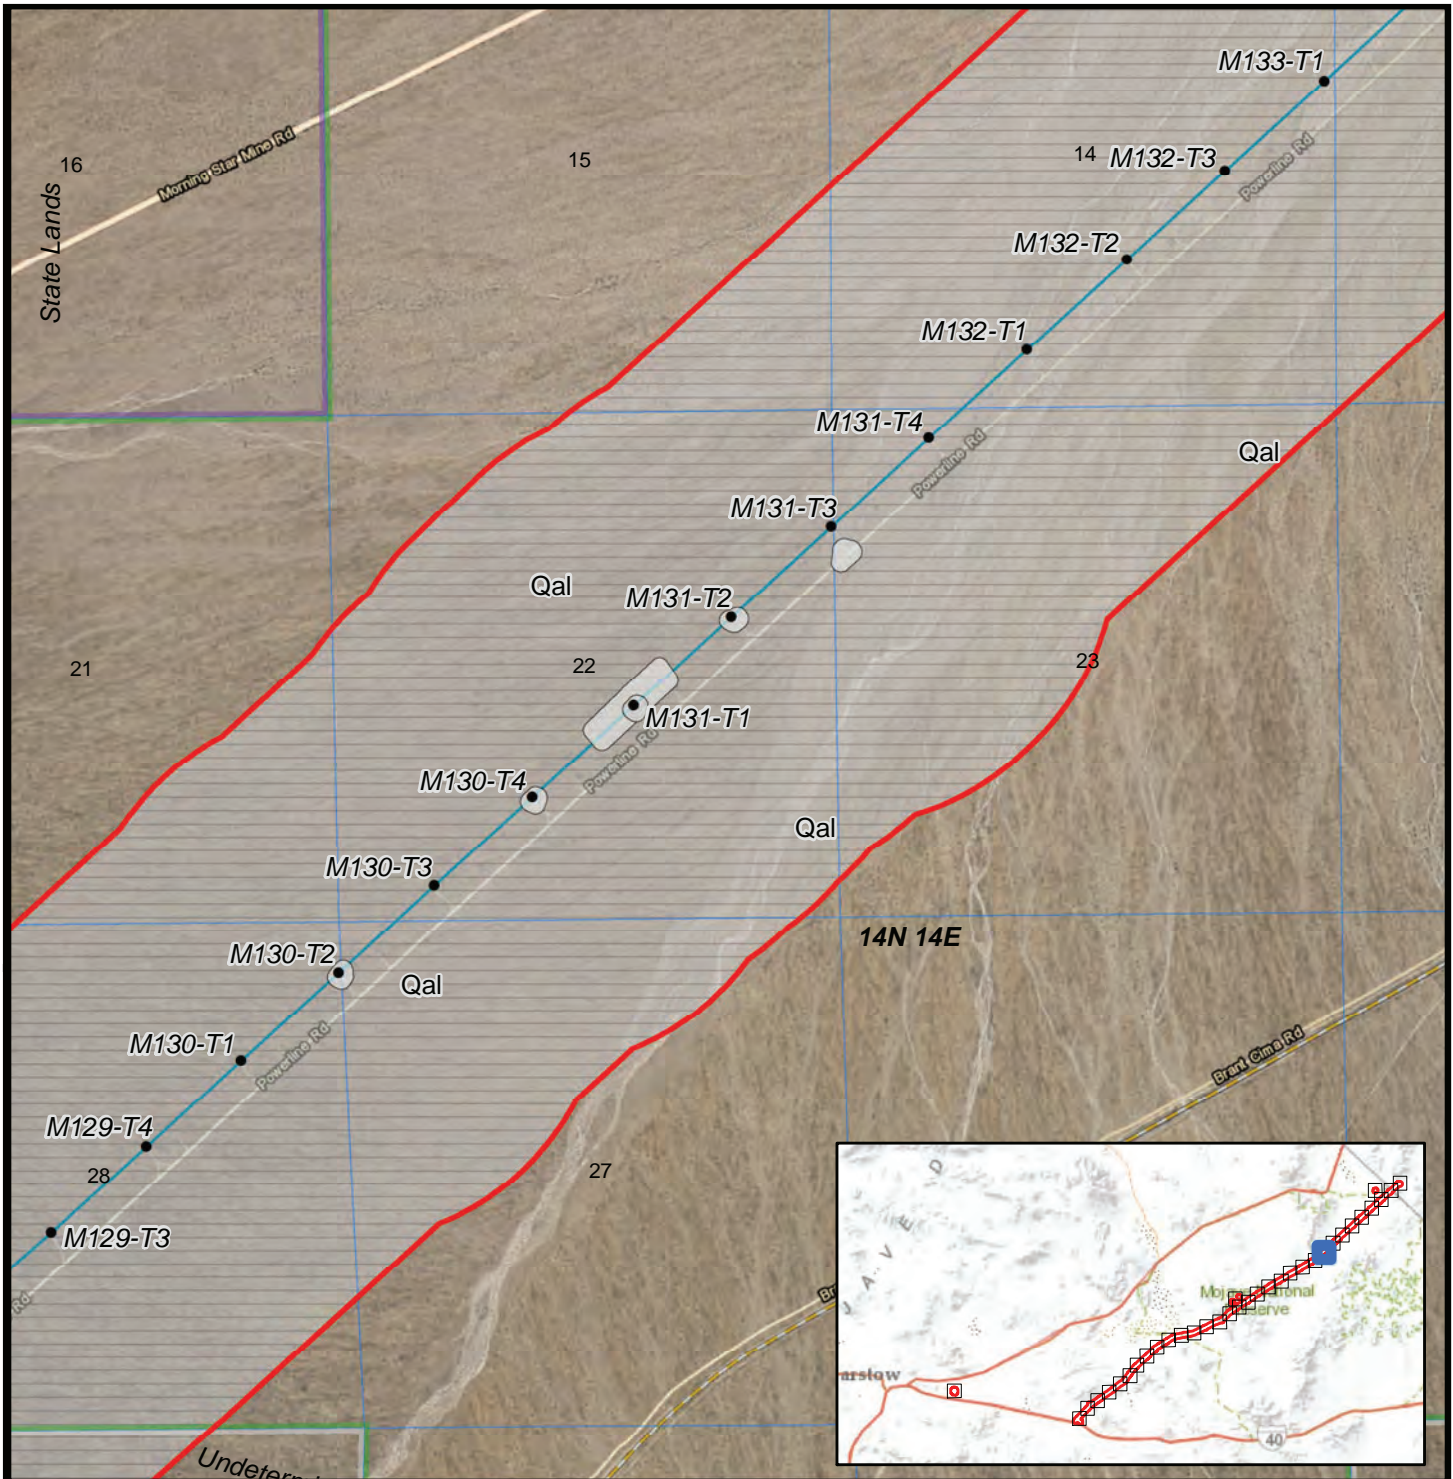 M133-T1
Morning Star Mine Rd
16
15
14
M132-T3
Powerline Rd
State Lands
M132-T2
M132-T1
M131-T4
Qal
Powerline Rd
M131-T3
Qal
M131-T2
21
22
23
M131-T1
Powerline Rd
M130-T4
Qal
M130-T3
14N 14E
M130-T2
Qal
M130-T1
Powerline Rd
Brant Cima Rd
M129-T4
28
27
M129-T3
Rd
40